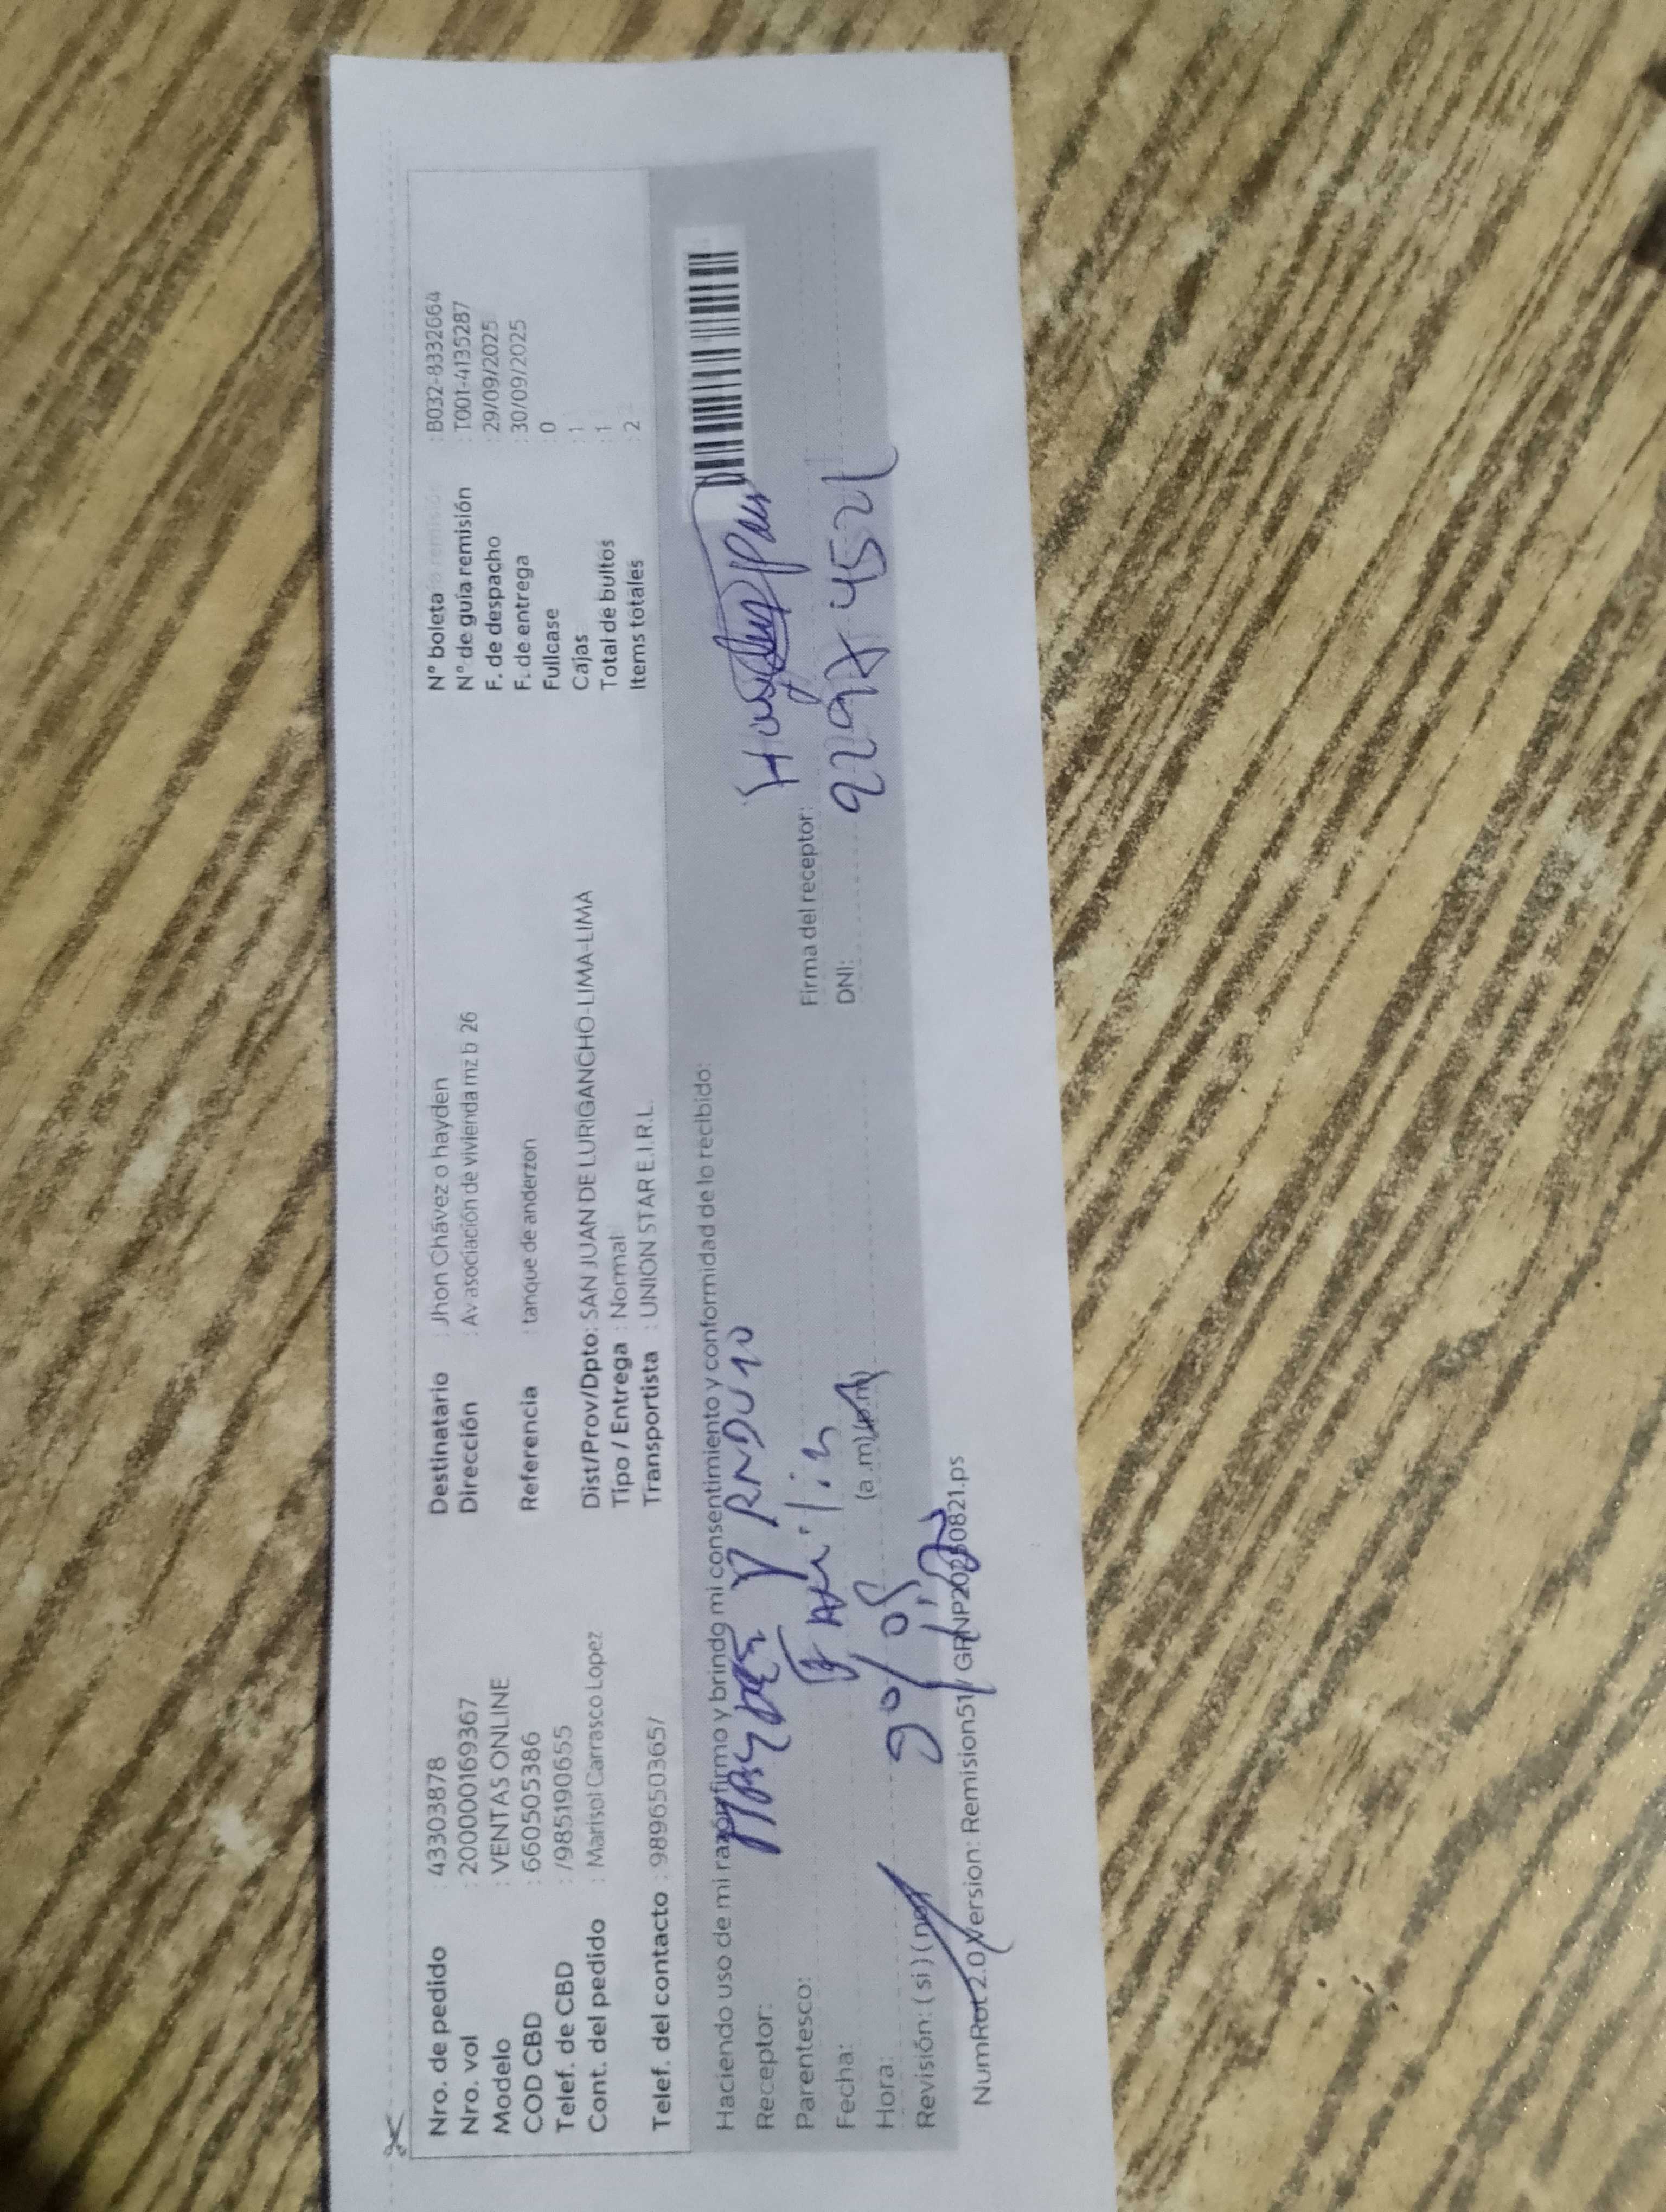 Nro. de pedido : 43303878
Nro. vol : 200000169367
Modelo : VENTAS ONLINE
COD CBD : 660505386
Telef. de CBD : /985190655
Cont. del pedido : Marisol Carrasco Lopez
Telef. del contacto : 989650365/
Destinatario : Jhon Chávez o hayden
Dirección : Av asociación de vivienda mz b 26
Referencia : tanque de anderzon
Dist/Prov/Dpto: SAN JUAN DE LURIGANCHO-LIMA-LIMA
Tipo / Entrega : Normal
Transportista : UNION STAR E.I.R.L.
N° boleta : B032-8332664
N° de guía remisión : T001-4135287
F. de despacho : 29/09/2025
F. de entrega : 30/09/2025
Fullcase : 0
Cajas : 1
Total de bultos : 1
Items totales : 2
Haciendo uso de mi razón firmo y brindo mi consentimiento y conformidad de lo recibido:
Receptor:
Parentesco:
Fecha:
Hora: (a.m) (p.m)
Revisión: ( si ) ( no )
Firma del receptor:
DNI:
NumRot 2.0 Version: Remision51 / GRNP20250821.ps